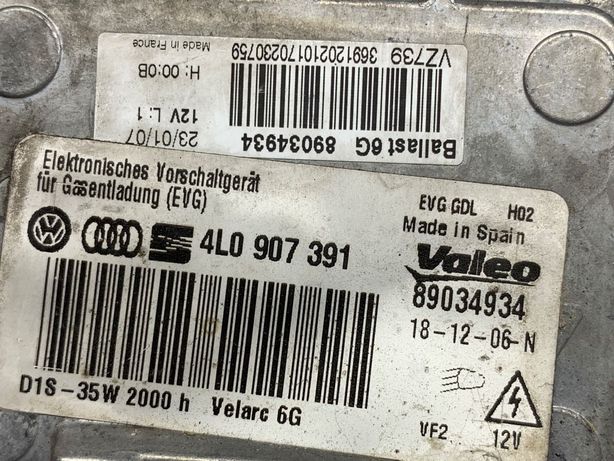 VZ739 3691202101702307​59
Made in France
H: 00:0B
Ballast 6G 89034934
12V L: 1
23/01/07
Elektronisches Vorschaltgerät
für Gasentladung (EVG)
4L0 907 391
EVG GDL H02
Made in Spain
Valeo
89034934
18-12-06-N
D1S-35W 2000 h Velarc 6G
VF2 12V